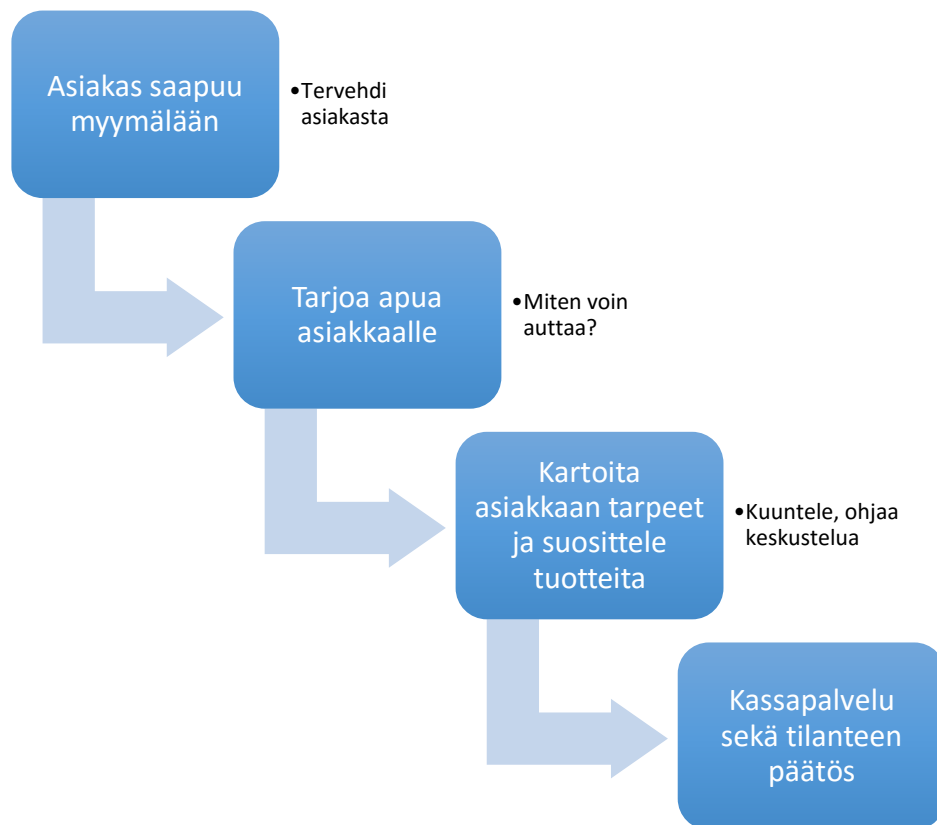 Asiakas saapuu
myymälään
•Tervehdi
asiakasta
Tarjoa apua
asiakkaalle
•Miten voin
auttaa?
Kartoita
asiakkaan tarpeet
ja suosittele
tuotteita
•Kuuntele, ohjaa
keskustelua
Kassapalvelu
sekä tilanteen
päätös